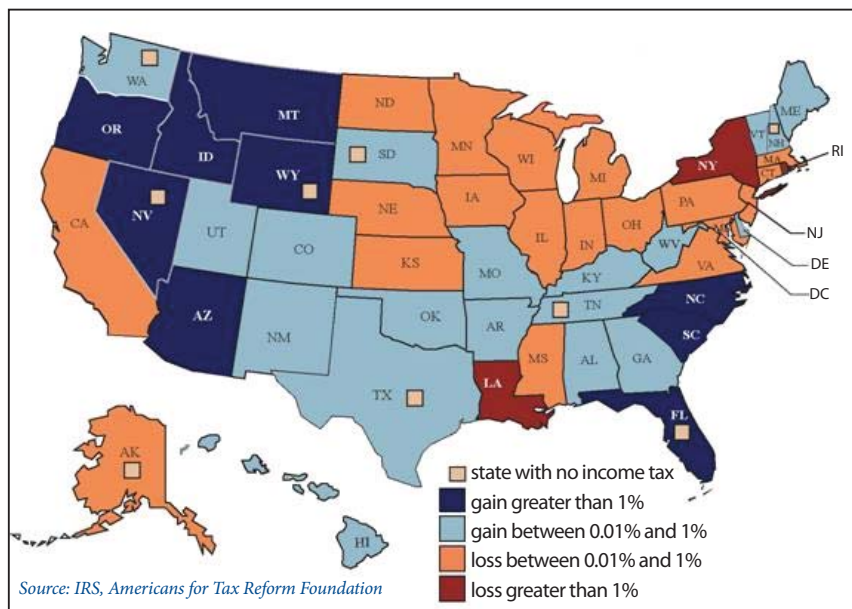 WA
MT
ND
MN
ME
VT
NH
OR
ID
SD
WI
NY
MA
CT
RI
WY
MI
PA
NJ
NV
NE
IA
IL
IN
OH
DE
CA
UT
CO
KS
MO
KY
WV
VA
DC
AZ
NM
OK
AR
TN
NC
SC
TX
LA
MS
AL
GA
FL
AK
HI
state with no income tax
gain greater than 1%
gain between 0.01% and 1%
loss between 0.01% and 1%
loss greater than 1%
Source: IRS, Americans for Tax Reform Foundation